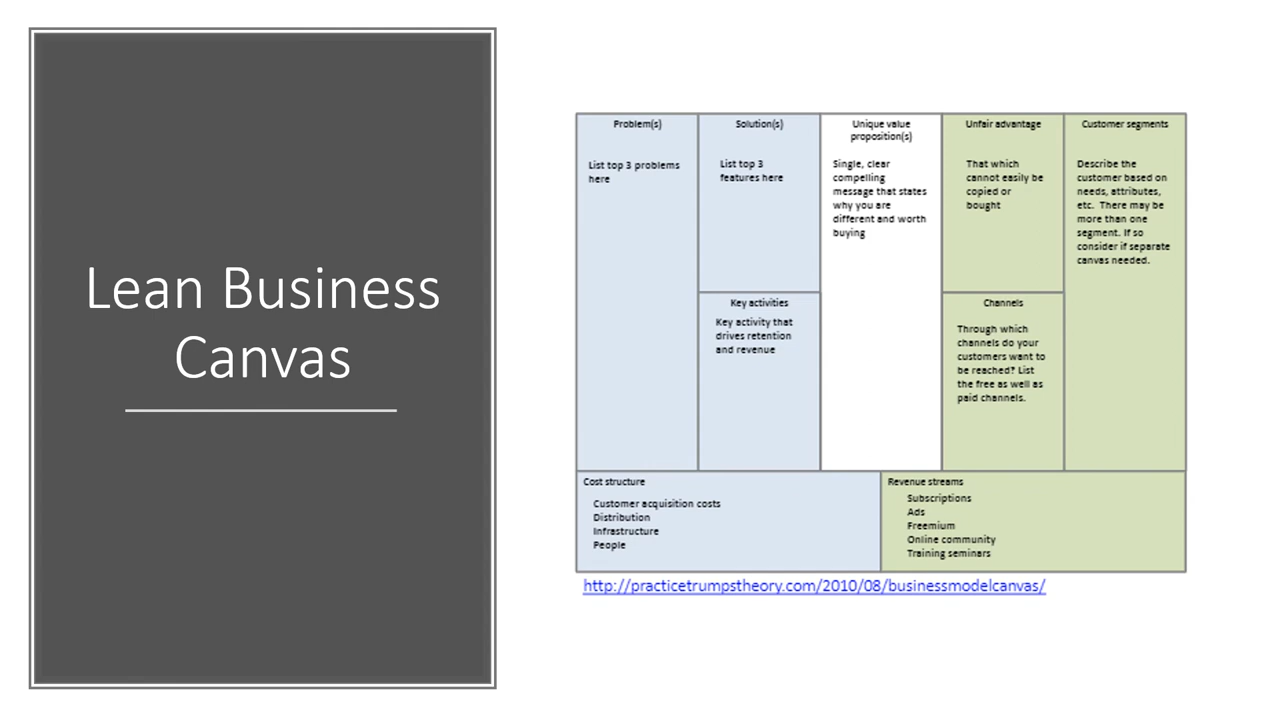 Lean Business
Canvas
Problem(s)
List top 3 problems
here
Solution(s)
List top 3
features here
Key activities
Key activity that
drives retention
and revenue
Unique value
proposition(s)
Single, clear
compelling
message that states
why you are
different and worth
buying
Unfair advantage
That which
cannot easily be
copied or
bought
Channels
Through which
channels do your
customers want to
be reached? List
the free as well as
paid channels.
Customer segments
Describe the
customer based on
needs, attributes,
etc. There may be
more than one
segment. If so
consider if separate
canvas needed.
Cost structure
Customer acquisition costs
Distribution
Infrastructure
People
Revenue streams
Subscriptions
Ads
Freemium
Online community
Training seminars
http://practicetrumpstheory.com/2010/08/businessmodelcanvas/